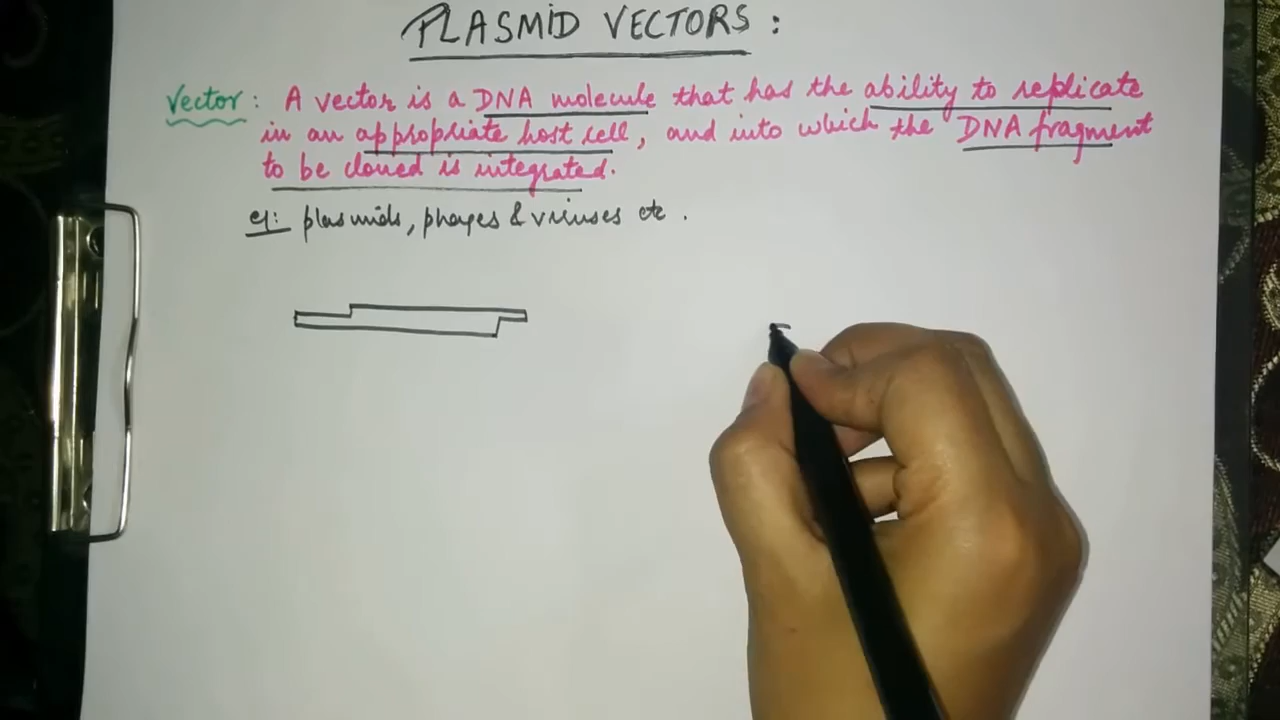 PLASMID VECTORS :
Vector : A vector is a DNA molecule that has the ability to replicate
in an appropriate host cell, and into which the DNA fragment
to be cloned is integrated.
eg: plasmids, phages & viruses etc .